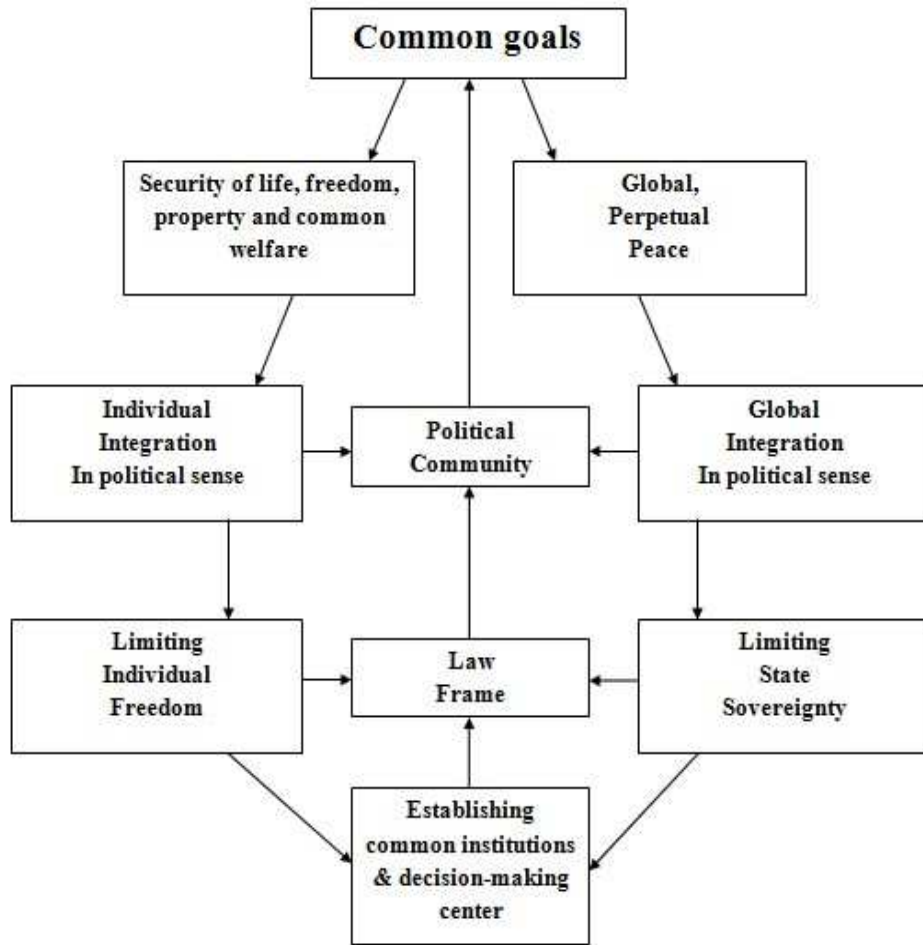 Common goals
Security of life, freedom,
property and common
welfare
Global,
Perpetual
Peace
Individual
Integration
In political sense
Political
Community
Global
Integration
In political sense
Limiting
Individual
Freedom
Law
Frame
Limiting
State
Sovereignty
Establishing
common institutions
& decision-making
center